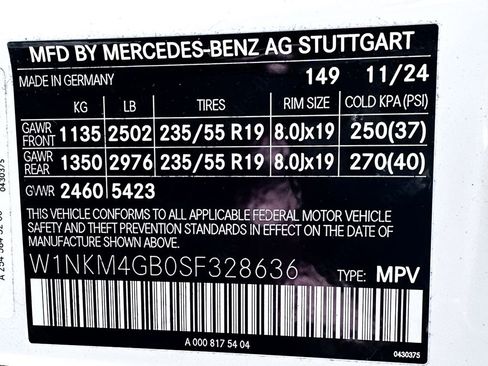 MFD BY MERCEDES-BENZ AG STUTTGART
MADE IN GERMANY 149 11/24
KG LB TIRES RIM SIZE COLD KPA (PSI)
GAWR FRONT 1135 2502 235/55 R19 8.0Jx19 250(37)
GAWR REAR 1350 2976 235/55 R19 8.0Jx19 270(40)
GVWR 2460 5423
THIS VEHICLE CONFORMS TO ALL APPLICABLE FEDERAL MOTOR VEHICLE
SAFETY AND THEFT PREVENTION STANDARDS IN EFFECT ON THE DATE OF
MANUFACTURE SHOWN ABOVE.
W1NKM4GB0SF328636 TYPE: MPV
A 000 817 54 04
0430375
0430375